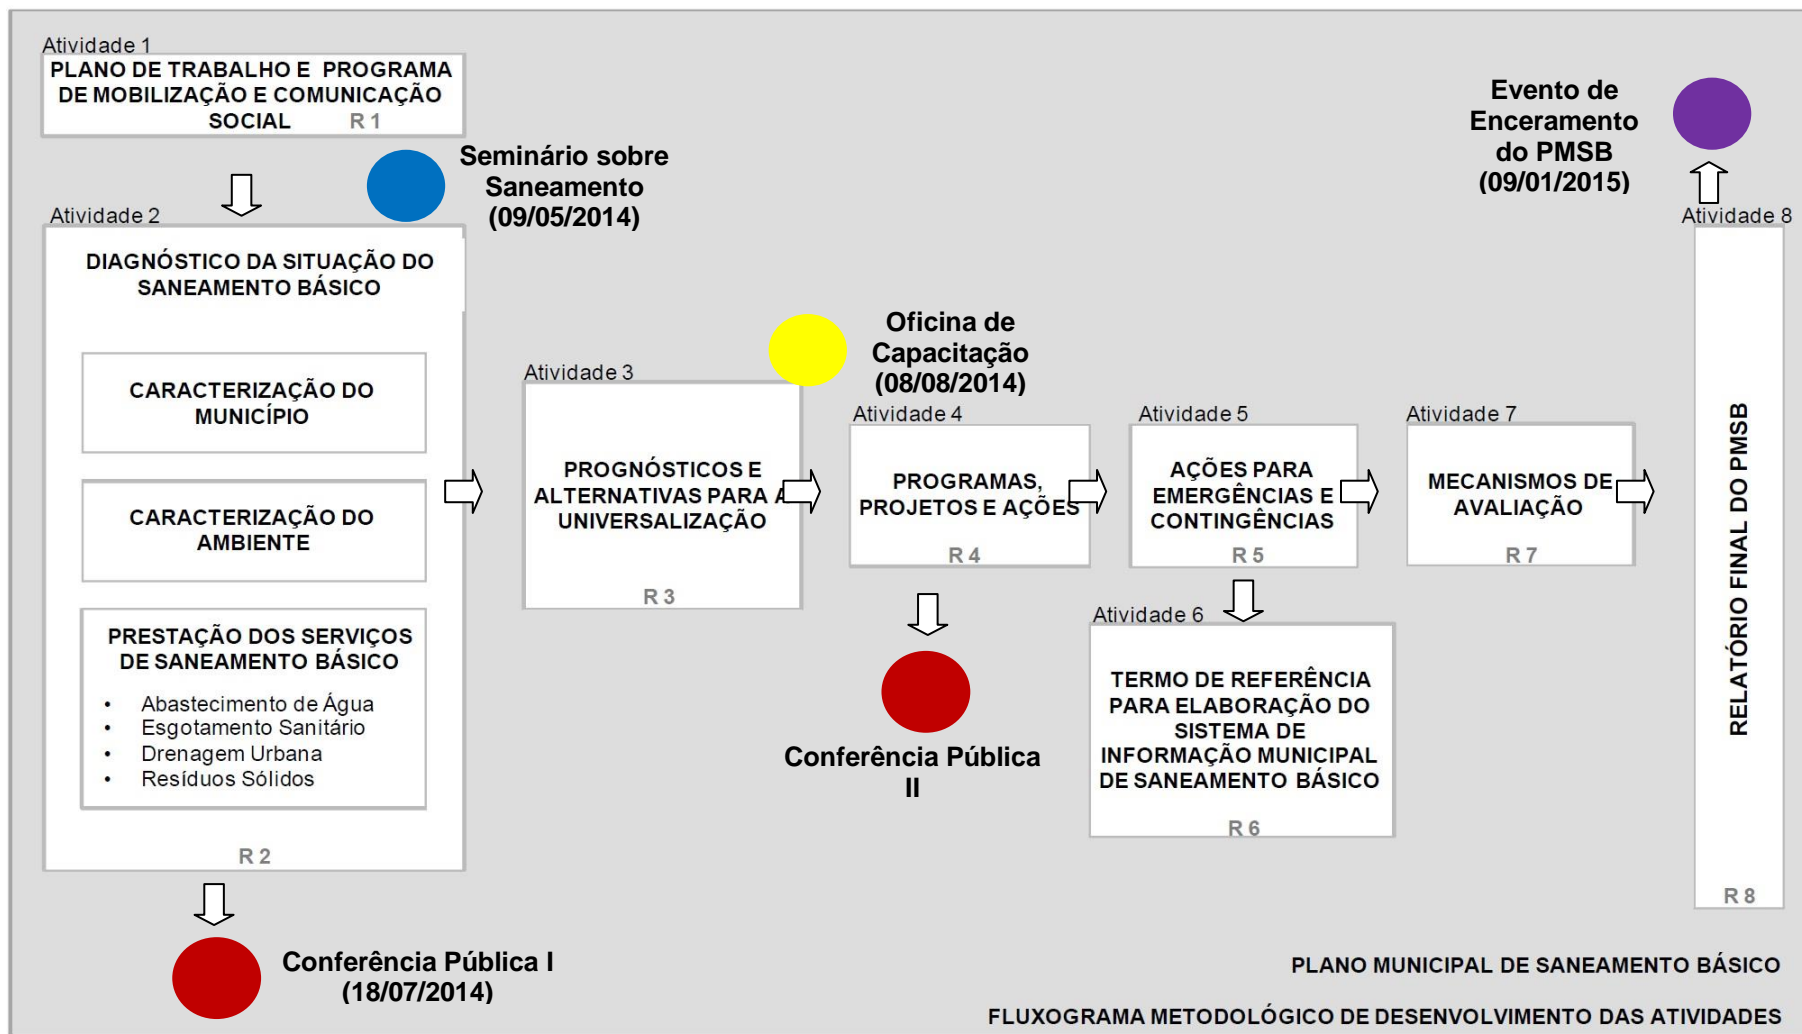 Atividade 1
PLANO DE TRABALHO E PROGRAMA
DE MOBILIZAÇÃO E COMUNICAÇÃO
SOCIAL R 1
Seminário sobre
Saneamento
(09/05/2014)
Atividade 2
DIAGNÓSTICO DA SITUAÇÃO DO
SANEAMENTO BÁSICO
CARACTERIZAÇÃO DO
MUNICÍPIO
CARACTERIZAÇÃO DO
AMBIENTE
PRESTAÇÃO DOS SERVIÇOS
DE SANEAMENTO BÁSICO
• Abastecimento de Água
• Esgotamento Sanitário
• Drenagem Urbana
• Resíduos Sólidos
R 2
Conferência Pública I
(18/07/2014)
Atividade 3
PROGNÓSTICOS E
ALTERNATIVAS PARA A
UNIVERSALIZAÇÃO
R 3
Oficina de
Capacitação
(08/08/2014)
Atividade 4
PROGRAMAS,
PROJETOS E AÇÕES
R 4
Conferência Pública
II
Atividade 5
AÇÕES PARA
EMERGÊNCIAS E
CONTINGÊNCIAS
R 5
Atividade 6
TERMO DE REFERÊNCIA
PARA ELABORAÇÃO DO
SISTEMA DE
INFORMAÇÃO MUNICIPAL
DE SANEAMENTO BÁSICO
R 6
Atividade 7
MECANISMOS DE
AVALIAÇÃO
R 7
Evento de
Enceramento
do PMSB
(09/01/2015)
Atividade 8
RELATÓRIO FINAL DO PMSB
R 8
PLANO MUNICIPAL DE SANEAMENTO BÁSICO
FLUXOGRAMA METODOLÓGICO DE DESENVOLVIMENTO DAS ATIVIDADES